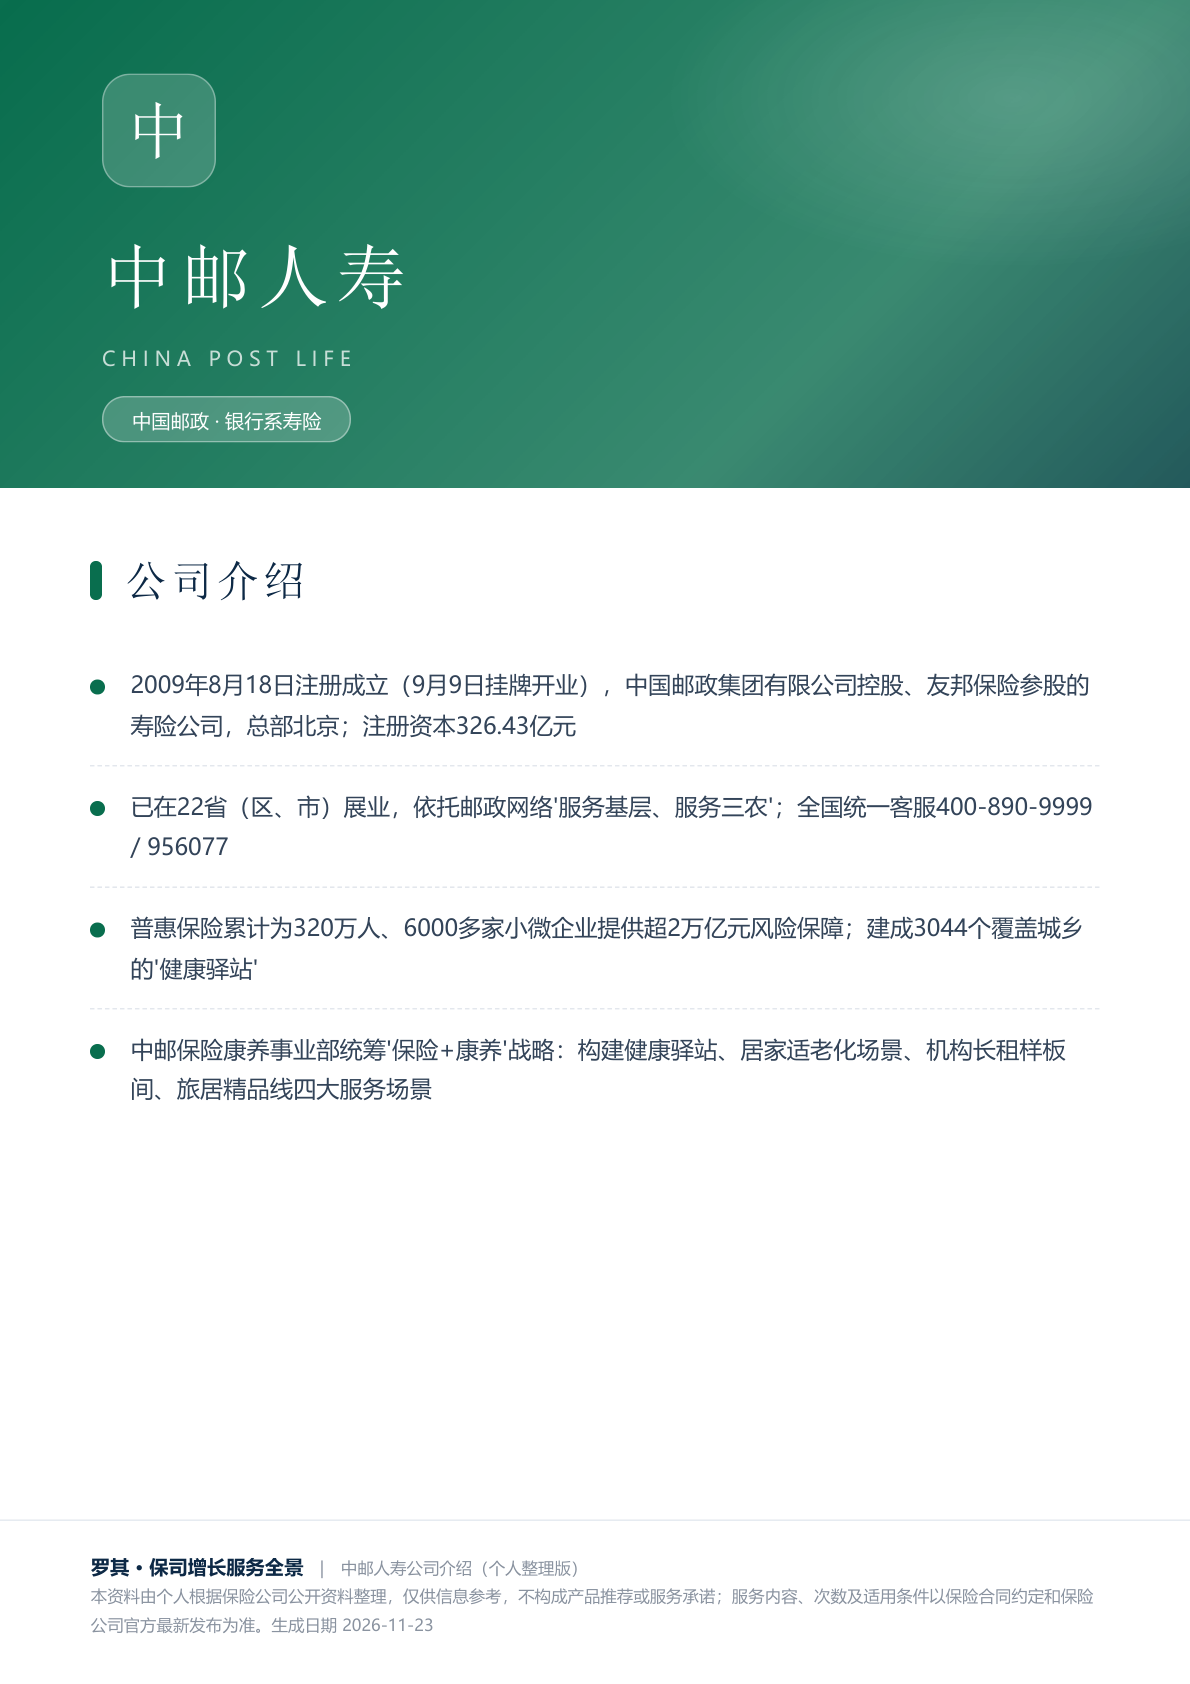 中
中邮人寿
CHINA POST LIFE
中国邮政 · 银行系寿险
公司介绍
2009年8月18日注册成立（9月9日挂牌开业），中国邮政集团有限公司控股、友邦保险参股的
寿险公司，总部北京；注册资本326.43亿元
已在22省（区、市）展业，依托邮政网络'服务基层、服务三农'；全国统一客服400-890-9999
/ 956077
普惠保险累计为320万人、6000多家小微企业提供超2万亿元风险保障；建成3044个覆盖城乡
的'健康驿站'
中邮保险康养事业部统筹'保险+康养'战略：构建健康驿站、居家适老化场景、机构长租样板
间、旅居精品线四大服务场景
罗其 · 保司增长服务全景 | 中邮人寿公司介绍（个人整理版）
本资料由个人根据保险公司公开资料整理，仅供信息参考，不构成产品推荐或服务承诺；服务内容、次数及适用条件以保险合同约定和保险
公司官方最新发布为准。生成日期 2026-11-23